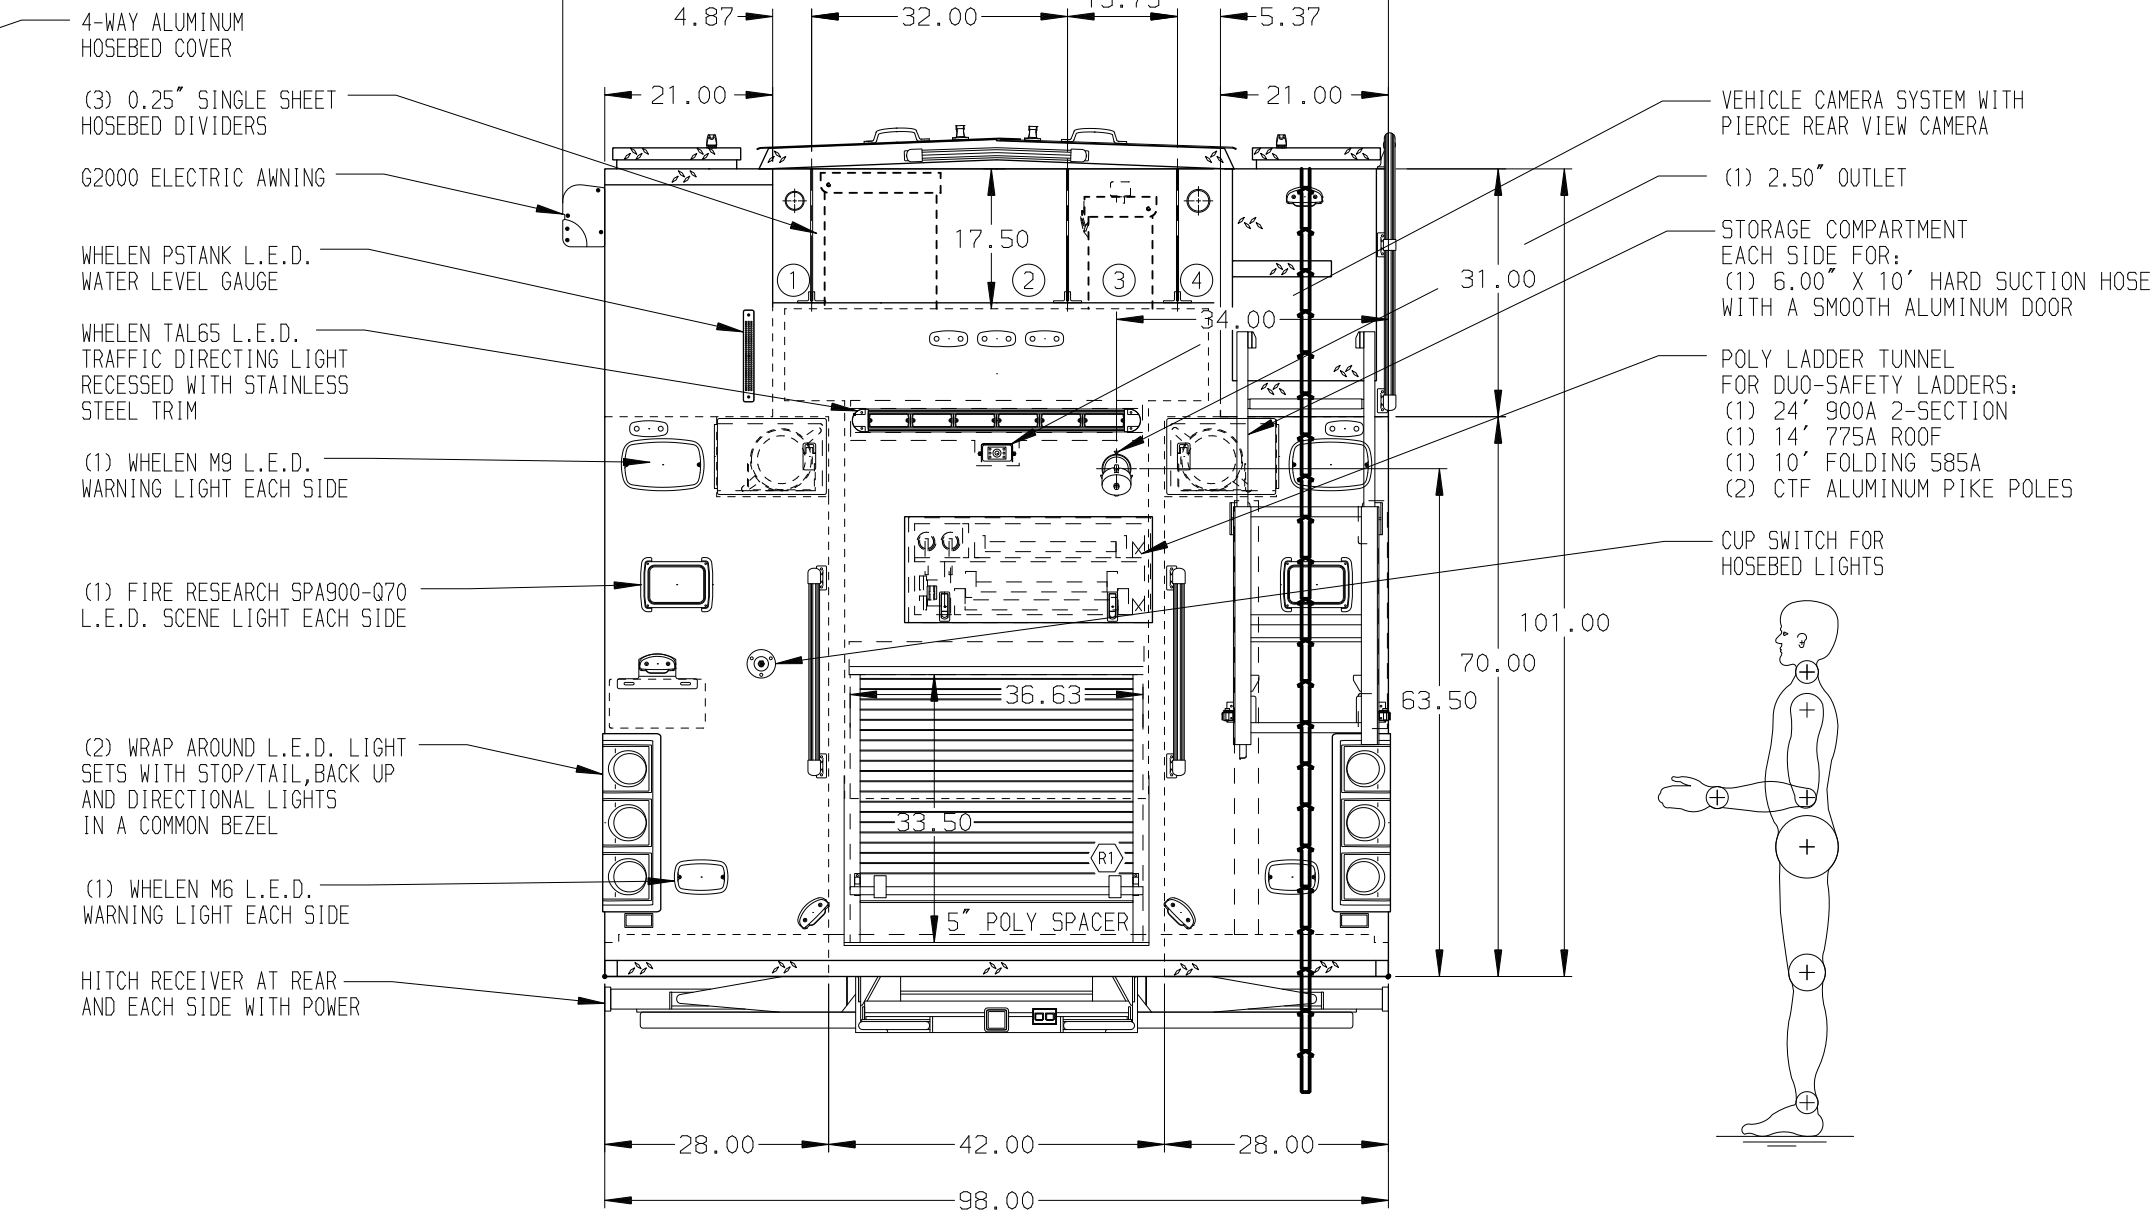 4-WAY ALUMINUM
HOSEBED COVER
(3) 0.25" SINGLE SHEET
HOSEBED DIVIDERS
G2000 ELECTRIC AWNING
WHELEN PSTANK L.E.D.
WATER LEVEL GAUGE
WHELEN TAL65 L.E.D.
TRAFFIC DIRECTING LIGHT
RECESSED WITH STAINLESS
STEEL TRIM
(1) WHELEN M9 L.E.D.
WARNING LIGHT EACH SIDE
(1) FIRE RESEARCH SPA900-Q70
L.E.D. SCENE LIGHT EACH SIDE
(2) WRAP AROUND L.E.D. LIGHT
SETS WITH STOP/TAIL,BACK UP
AND DIRECTIONAL LIGHTS
IN A COMMON BEZEL
(1) WHELEN M6 L.E.D.
WARNING LIGHT EACH SIDE
HITCH RECEIVER AT REAR
AND EACH SIDE WITH POWER
4.87
32.00
5.37
21.00
21.00
17.50
1
2
3
4
31.00
34.00
101.00
70.00
63.50
36.63
33.50
R1
5" POLY SPACER
28.00
42.00
28.00
98.00
VEHICLE CAMERA SYSTEM WITH
PIERCE REAR VIEW CAMERA
(1) 2.50" OUTLET
STORAGE COMPARTMENT
EACH SIDE FOR:
(1) 6.00" X 10' HARD SUCTION HOSE
WITH A SMOOTH ALUMINUM DOOR
POLY LADDER TUNNEL
FOR DUO-SAFETY LADDERS:
(1) 24' 900A 2-SECTION
(1) 14' 775A ROOF
(1) 10' FOLDING 585A
(2) CTF ALUMINUM PIKE POLES
CUP SWITCH FOR
HOSEBED LIGHTS